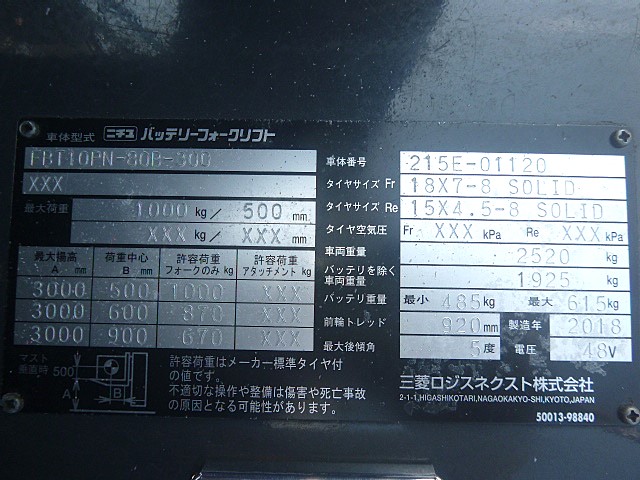 車体型式 ニチユ バッテリーフォークリフト
FBT10PN-80B-300
XXX
最大荷重 1000 kg/ 500 mm
XXX kg/ XXX mm
最大揚高 A mm 荷重中心 B mm 許容荷重 フォークのみ kg 許容荷重 アタッチメント kg
3000 500 1000 XXX
3000 600 870 XXX
3000 900 670 XXX
マスト垂直時 500 A B
許容荷重はメーカー標準タイヤ付
の値です。
不適切な操作や整備は傷害や死亡事故
の原因となる可能性があります。
車体番号 215E-01120
タイヤサイズ Fr 18X7-8 SOLID
タイヤサイズ Re 15X4.5-8 SOLID
タイヤ空気圧 Fr XXX kPa Re XXX kPa
車両重量 2520 kg
バッテリを除く
車両重量 1925 kg
バッテリ重量 最小 485 kg 最大 615 kg
前輪トレッド 920 mm 製造年 2018
最大後傾角 5 度 電圧 48 V
三菱ロジスネクスト株式会社
2-1-1,HIGASHIKOTARI,NAGAOKAKYO-SHI,KYOTO,JAPAN
50013-98840